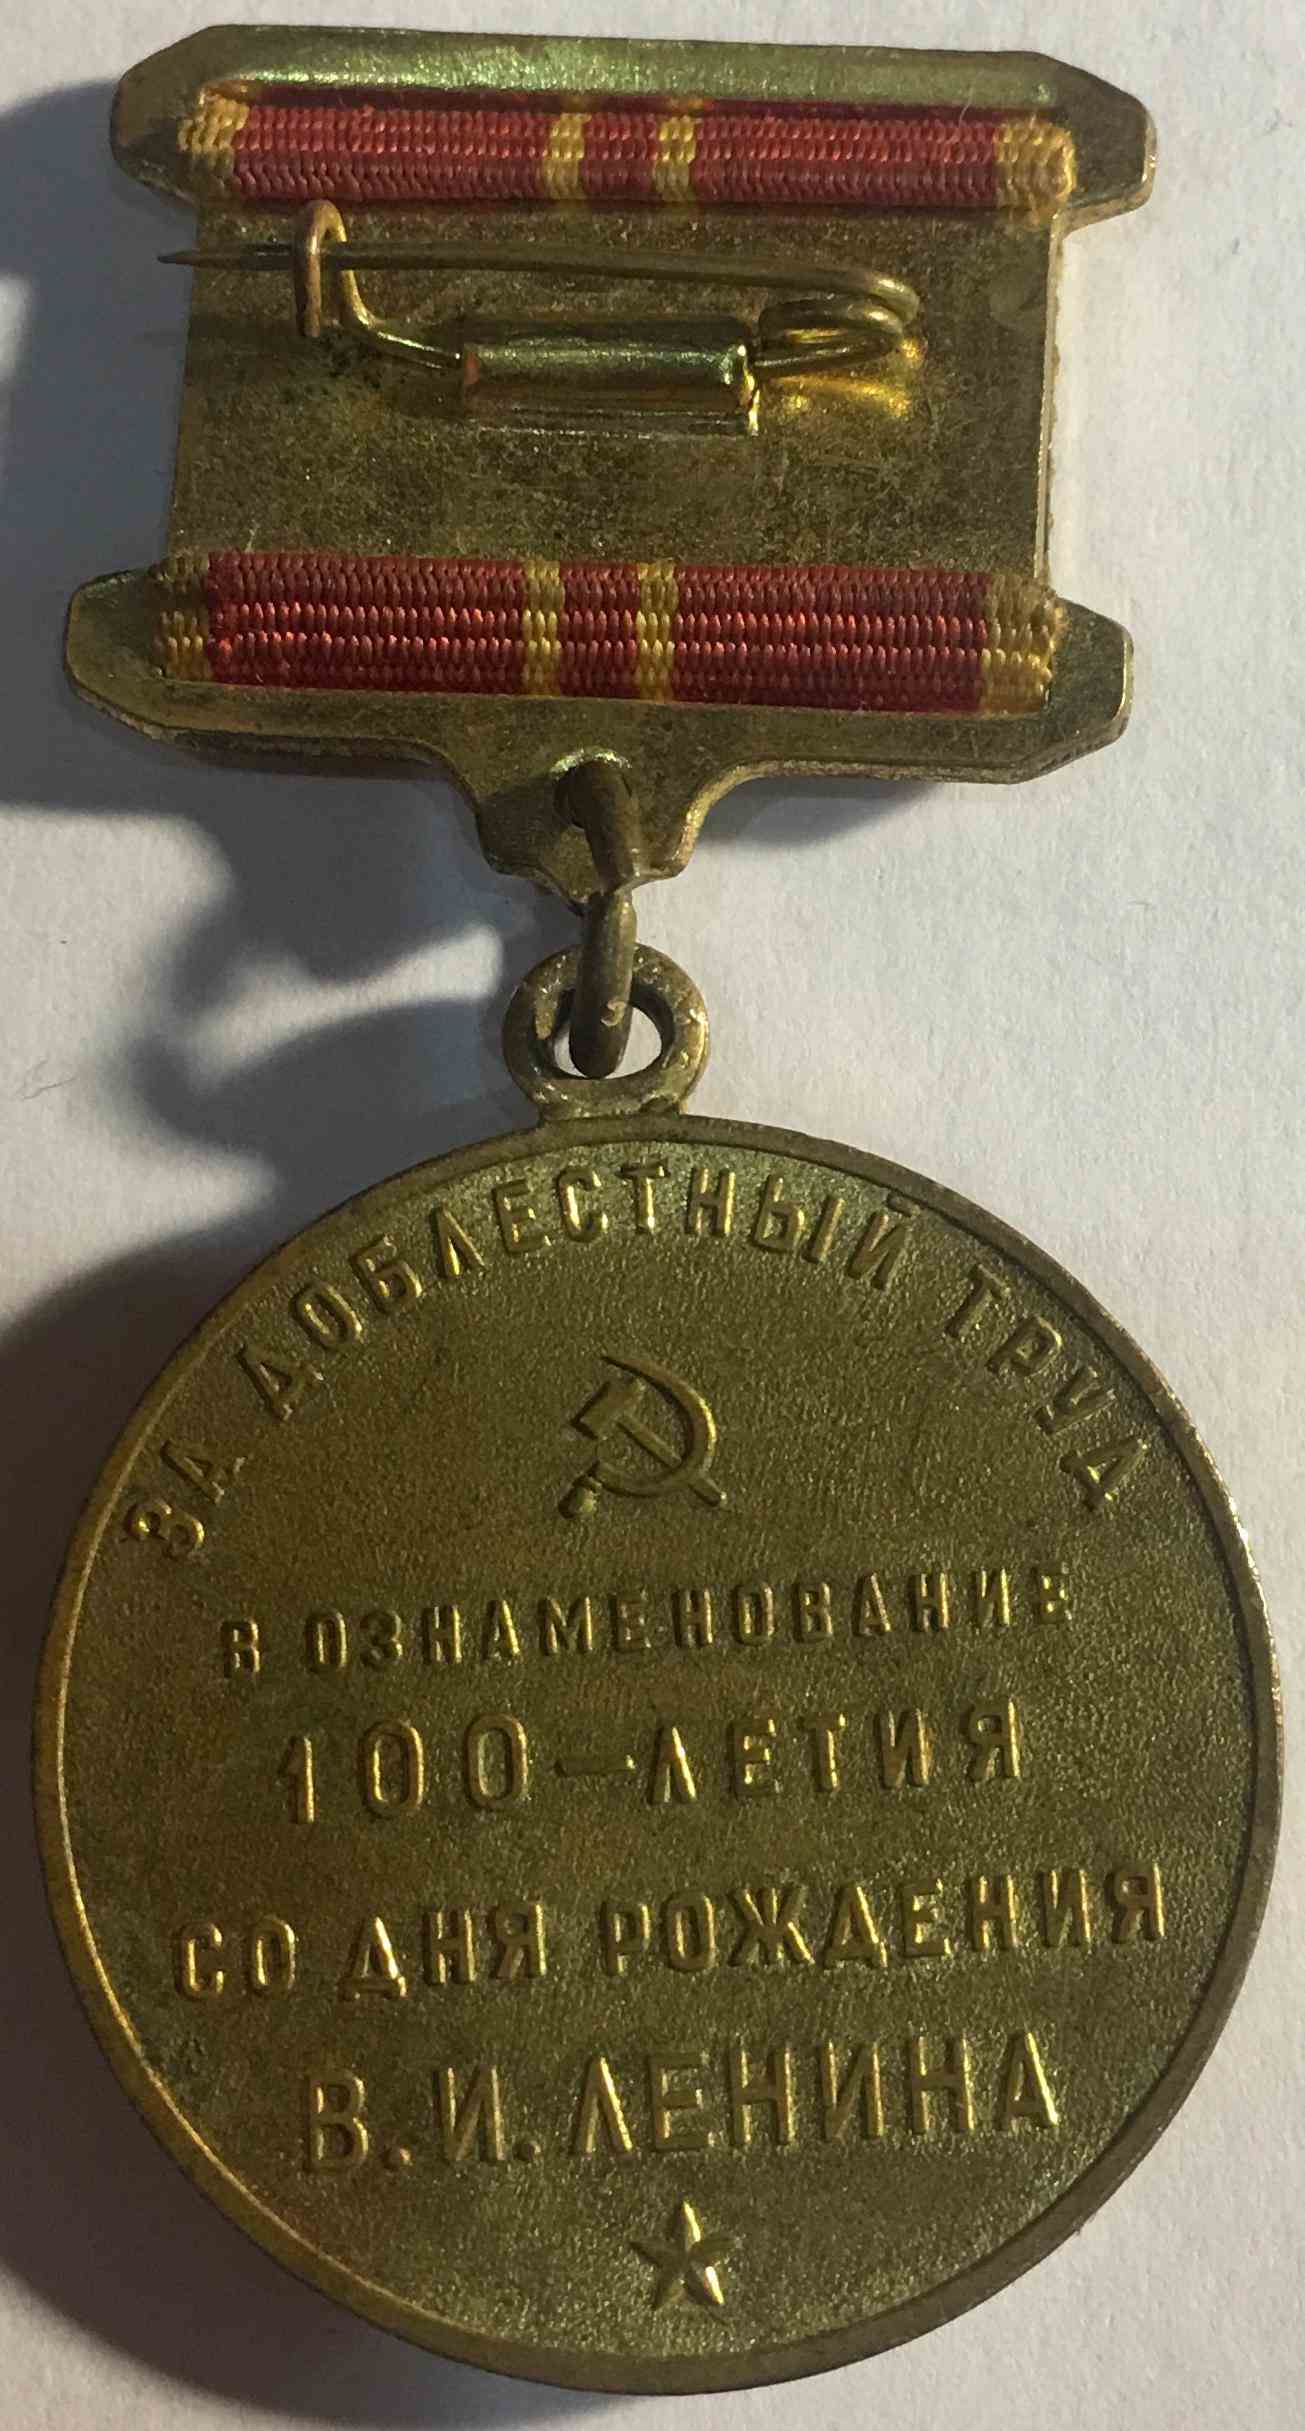 ЗА ДОБЛЕСТНЫЙ ТРУД
В ОЗНАМЕНОВАНИЕ
100-ЛЕТИЯ
СО ДНЯ РОЖДЕНИЯ
В.И.ЛЕНИНА